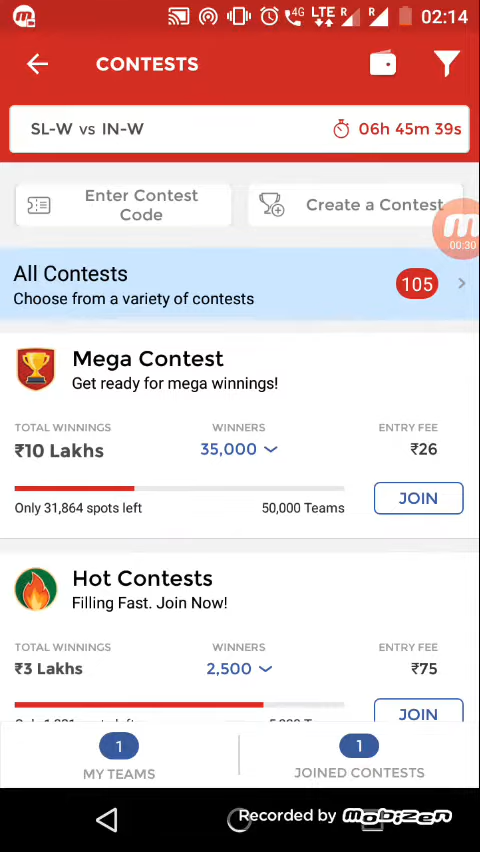 4G LTE R R 02:14
CONTESTS
SL-W vs IN-W 06h 45m 39s
Enter Contest Code
Create a Contest
00:30
All Contests
Choose from a variety of contests
105
Mega Contest
Get ready for mega winnings!
TOTAL WINNINGS WINNERS ENTRY FEE
₹10 Lakhs 35,000 ₹26
JOIN
Only 31,864 spots left 50,000 Teams
Hot Contests
Filling Fast. Join Now!
TOTAL WINNINGS WINNERS ENTRY FEE
₹3 Lakhs 2,500 ₹75
JOIN
1 1
MY TEAMS JOINED CONTESTS
Recorded by MOBIZEN